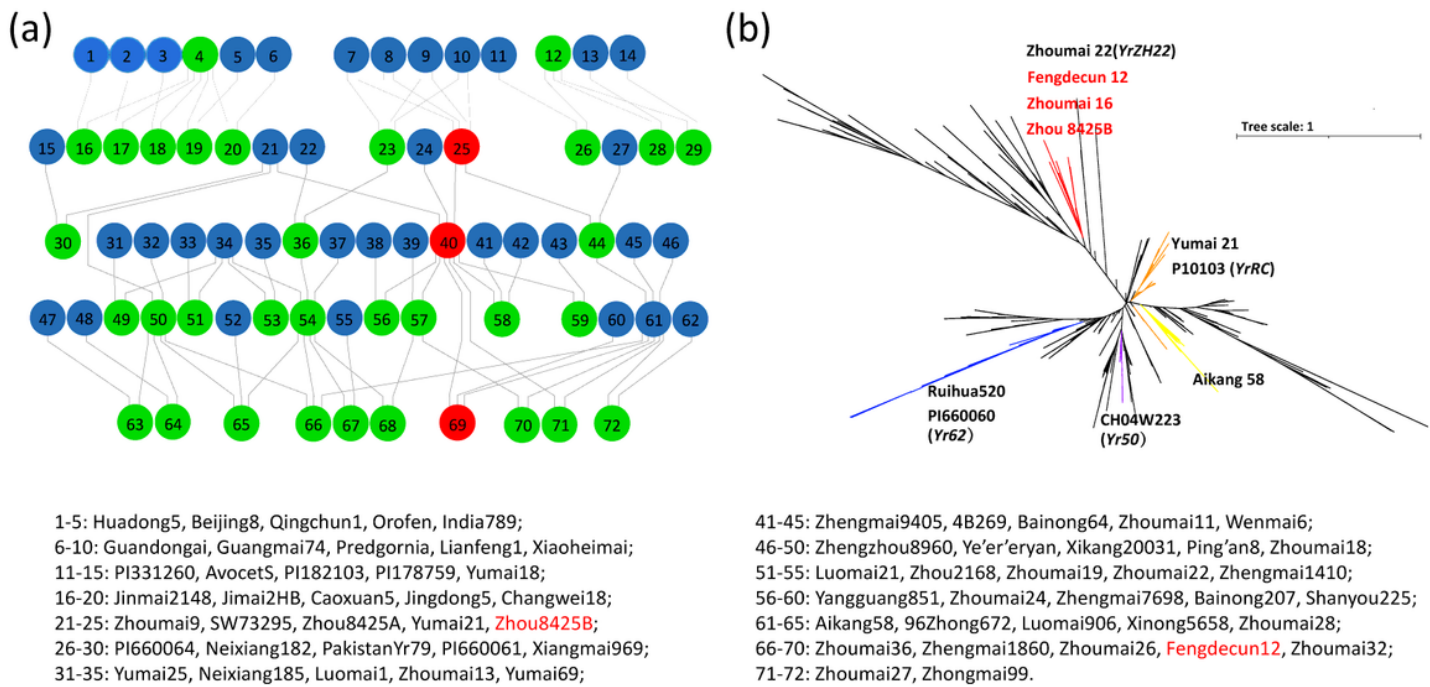 (a)
1 2 3 4 5 6 7 8 9 10 11 12 13 14
15 16 17 18 19 20 21 22 23 24 25 26 27 28 29
30 31 32 33 34 35 36 37 38 39 40 41 42 43 44 45 46
47 48 49 50 51 52 53 54 55 56 57 58 59 60 61 62
63 64 65 66 67 68 69 70 71 72
1-5: Huadong5, Beijing8, Qingchun1, Orofen, India789;
6-10: Guandongai, Guangmai74, Predgornia, Lianfeng1, Xiaoheimai;
11-15: PI331260, AvocetS, PI182103, PI178759, Yumai18;
16-20: Jinmai2148, Jimai2HB, Caoxuan5, Jingdong5, Changwei18;
21-25: Zhoumai9, SW73295, Zhou8425A, Yumai21, Zhou8425B;
26-30: PI660064, Neixiang182, PakistanYr79, PI660061, Xiangmai969;
31-35: Yumai25, Neixiang185, Luomai1, Zhoumai13, Yumai69;
(b)
Zhoumai 22(YrZH22)
Fengdecun 12
Zhoumai 16
Zhou 8425B
Tree scale: 1
Yumai 21
P10103 (YrRC)
Aikang 58
Ruihua520
PI660060
(Yr62)
CH04W223
(Yr50)
41-45: Zhengmai9405, 4B269, Bainong64, Zhoumai11, Wenmai6;
46-50: Zhengzhou8960, Ye'er'eryan, Xikang20031, Ping'an8, Zhoumai18;
51-55: Luomai21, Zhou2168, Zhoumai19, Zhoumai22, Zhengmai1410;
56-60: Yangguang851, Zhoumai24, Zhengmai7698, Bainong207, Shanyou225;
61-65: Aikang58, 96Zhong672, Luomai906, Xinong5658, Zhoumai28;
66-70: Zhoumai36, Zhengmai1860, Zhoumai26, Fengdecun12, Zhoumai32;
71-72: Zhoumai27, Zhongmai99.